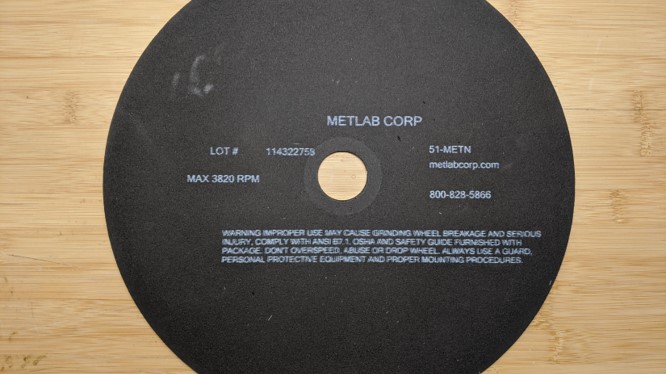 METLAB CORP
LOT # 114322759 51-METN
metlabcorp.com
MAX 3820 RPM
800-828-5866
WARNING IMPROPER USE MAY CAUSE GRINDING WHEEL BREAKAGE AND SERIOUS
INJURY, COMPLY WITH ANSI B7.1, OSHA AND SAFETY GUIDE FURNISHED WITH
PACKAGE. DON'T OVERSPEED, ABUSE OR DROP WHEEL. ALWAYS USE A GUARD,
PERSONAL PROTECTIVE EQUIPMENT AND PROPER MOUNTING PROCEDURES.